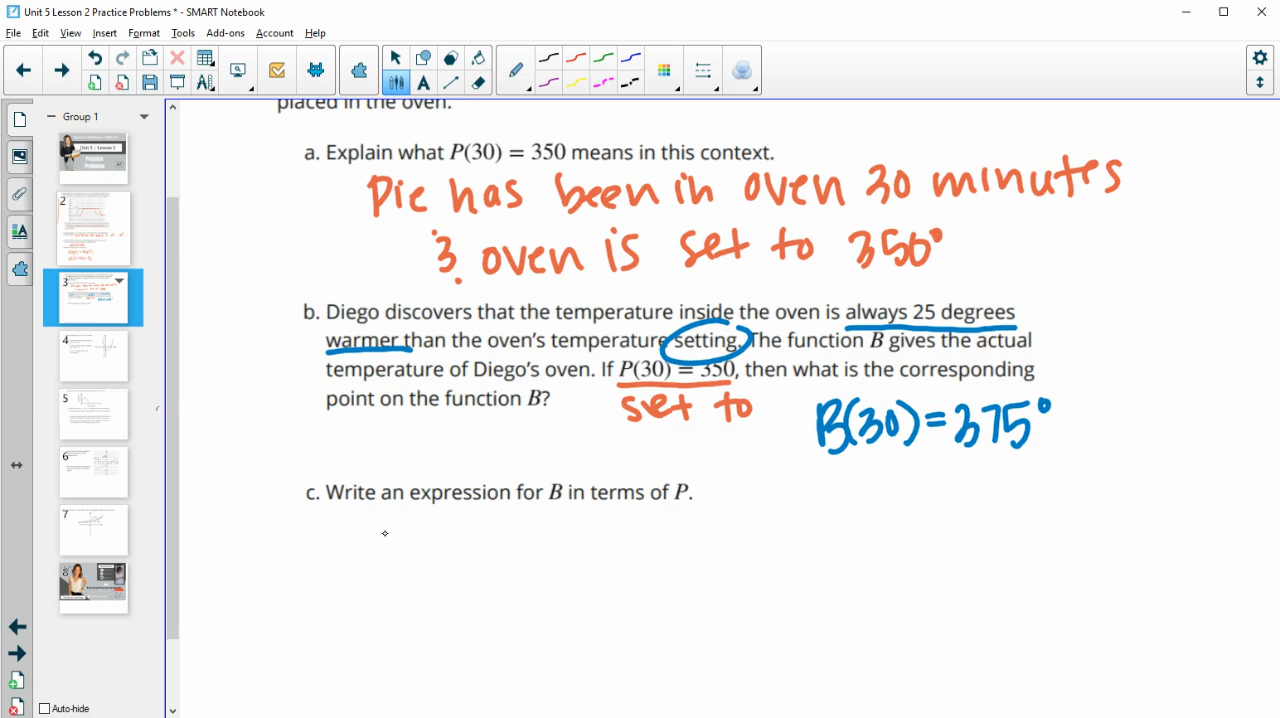 Unit 5 Lesson 2 Practice Problems * - SMART Notebook
File Edit View Insert Format Tools Add-ons Account Help
Group 1
2
3
4
5
6
7
Auto-hide
placed in the oven.
a. Explain what P(30) = 350 means in this context.
Pie has been in oven 30 minutes
& oven is set to 350°
b. Diego discovers that the temperature inside the oven is always 25 degrees
warmer than the oven's temperature setting. The function B gives the actual
temperature of Diego's oven. If P(30) = 350, then what is the corresponding
point on the function B?
set to
B(30)=375°
c. Write an expression for B in terms of P.